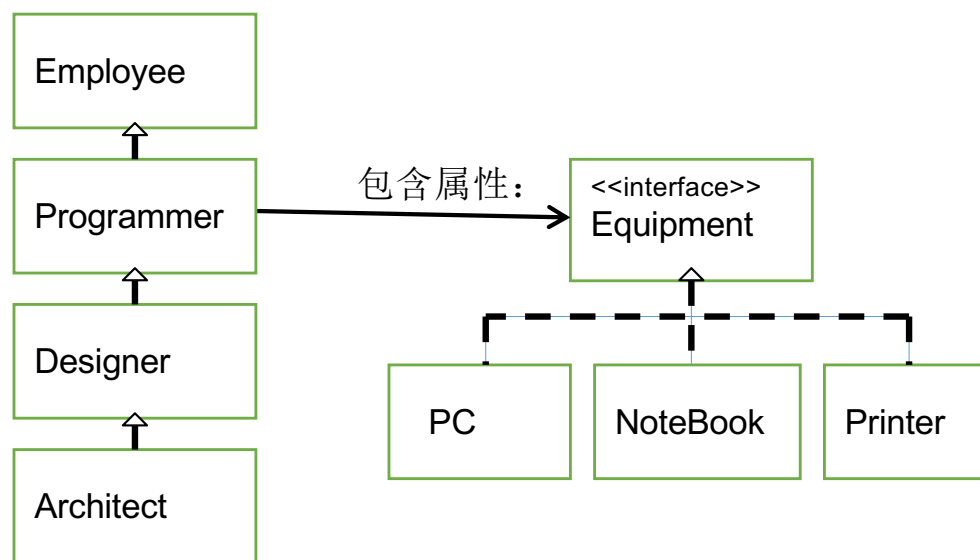 Employee
Programmer
包含属性：
<<interface>>
Equipment
Designer
Architect
PC
NoteBook
Printer